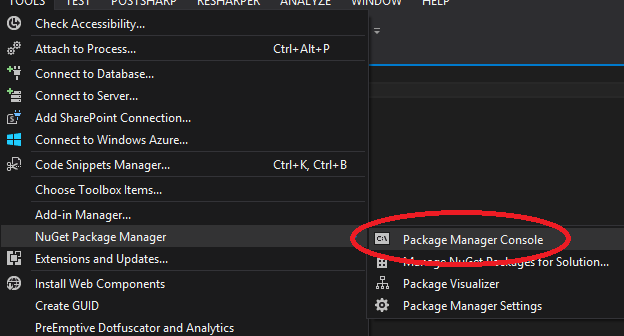 TOOLS TEST POSTSHARP RESHARPER ANALYZE WINDOW HELP
Check Accessibility...
Attach to Process... Ctrl+Alt+P
Connect to Database...
Connect to Server...
Add SharePoint Connection...
Connect to Windows Azure...
Code Snippets Manager... Ctrl+K, Ctrl+B
Choose Toolbox Items...
Add-in Manager...
NuGet Package Manager
Package Manager Console
Extensions and Updates...
Manage NuGet Packages for Solution...
Install Web Components
Package Visualizer
Create GUID
Package Manager Settings
PreEmptive Dotfuscator and Analytics